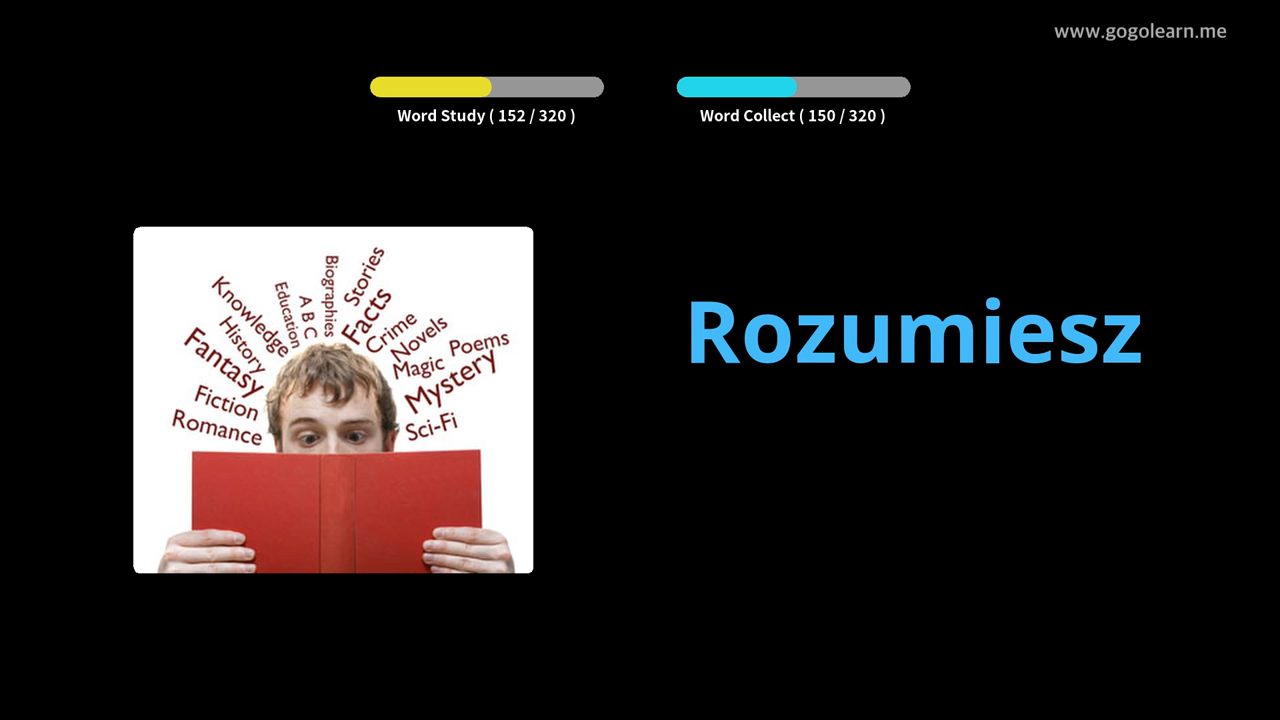 www.gogolearn.me
Word Study ( 152 / 320 )
Word Collect ( 150 / 320 )
Rozumiesz
Biographies
Stories
Education
A B C
Facts
Knowledge
History
Crime
Novels
Poems
Fantasy
Magic
Mystery
Fiction
Romance
Sci-Fi